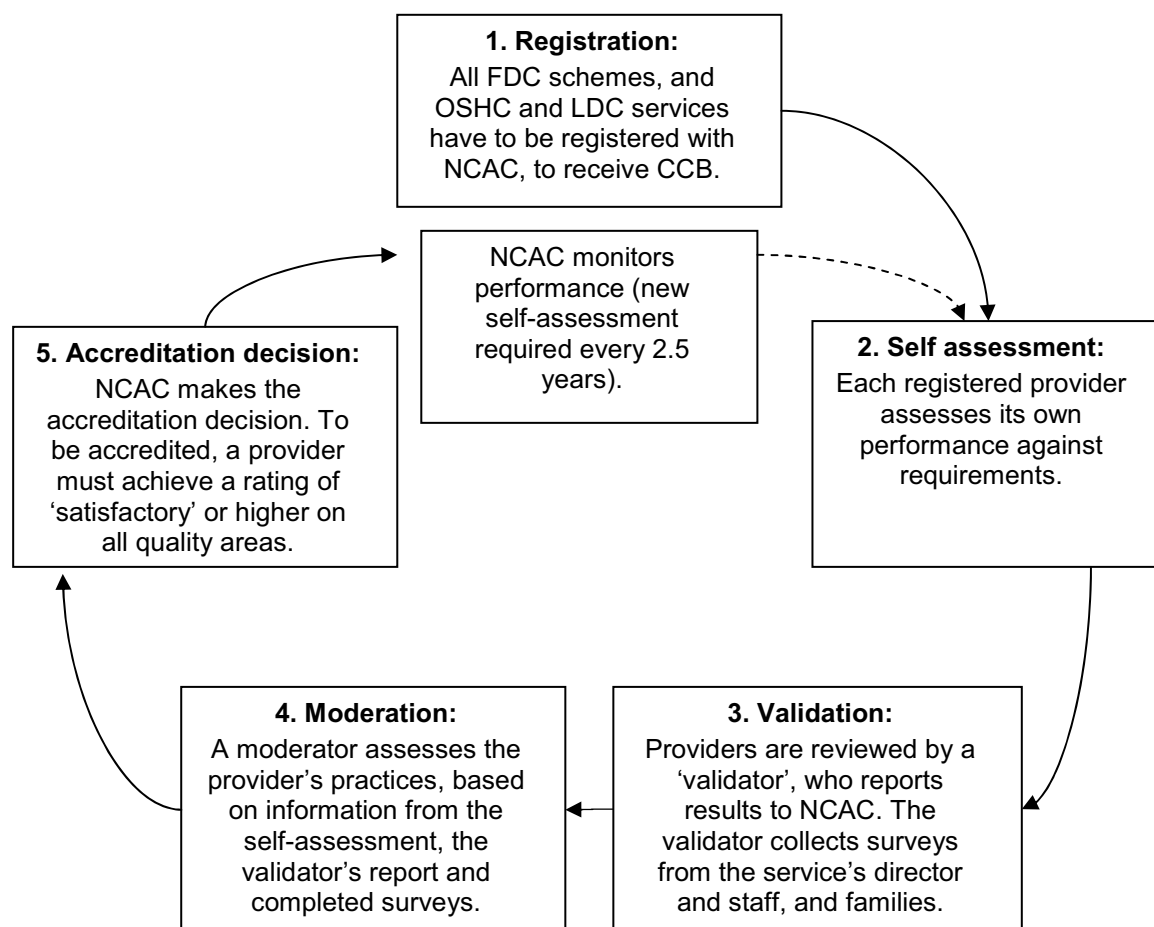 1. Registration:
All FDC schemes, and
OSHC and LDC services
have to be registered with
NCAC, to receive CCB.
NCAC monitors
performance (new
self-assessment
required every 2.5
years).
2. Self assessment:
Each registered provider
assesses its own
performance against
requirements.
3. Validation:
Providers are reviewed by a
‘validator’, who reports
results to NCAC. The
validator collects surveys
from the service’s director
and staff, and families.
4. Moderation:
A moderator assesses the
provider’s practices, based
on information from the
self-assessment, the
validator’s report and
completed surveys.
5. Accreditation decision:
NCAC makes the
accreditation decision. To
be accredited, a provider
must achieve a rating of
‘satisfactory’ or higher on
all quality areas.